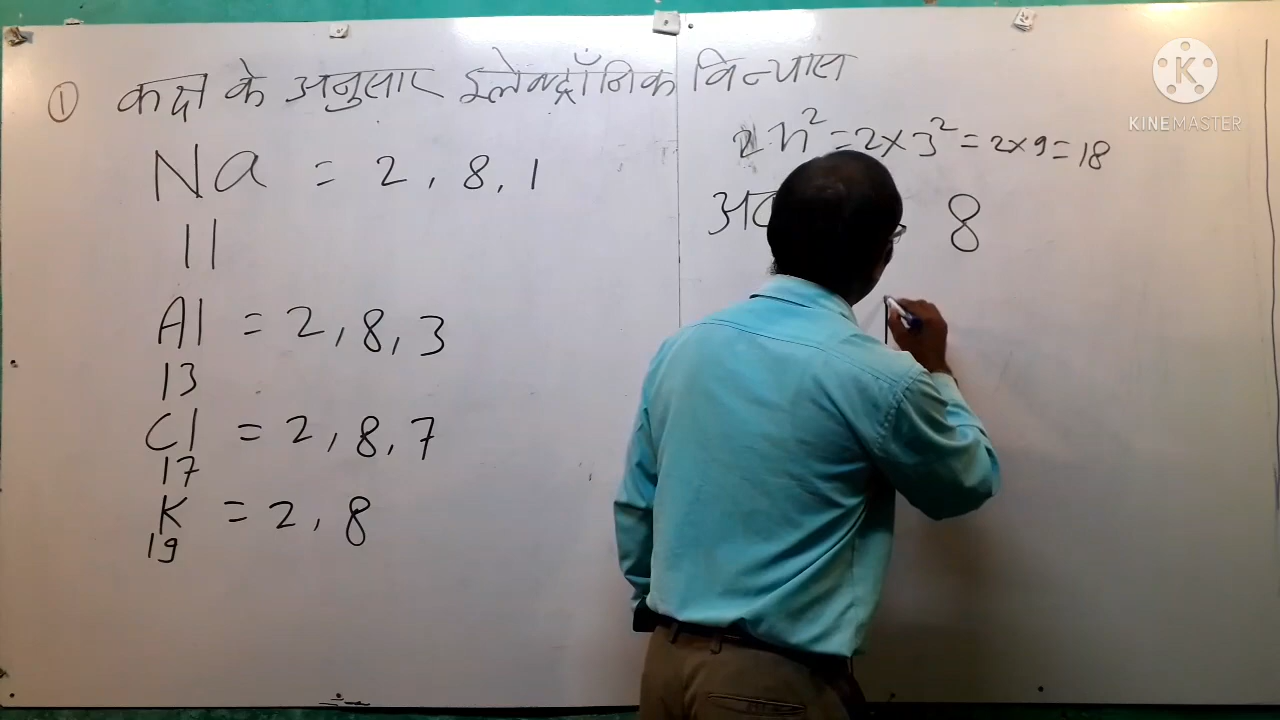 ① कक्ष के अनुसार इलेक्ट्रॉनिक विन्यास
Na = 2, 8, 1
11
Al = 2, 8, 3
13
Cl = 2, 8, 7
17
K = 2, 8
19
2n² = 2×3² = 2×9 = 18
8
K
KINEMASTER